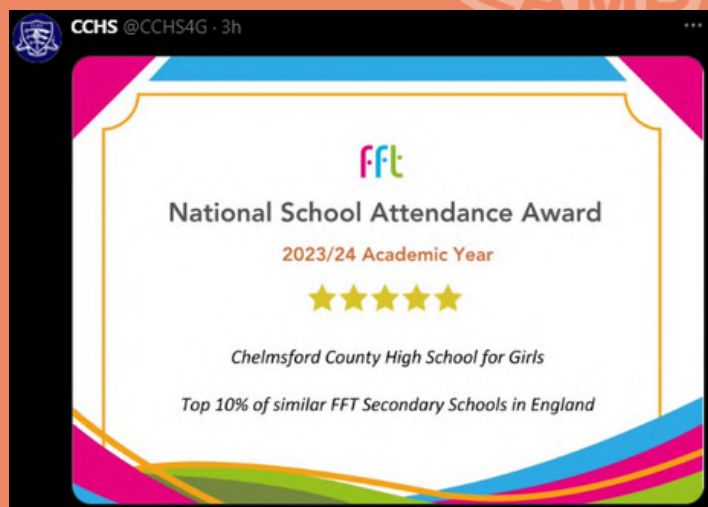 CCHS @CCHS4G · 3h
fft
National School Attendance Award
2023/24 Academic Year
Chelmsford County High School for Girls
Top 10% of similar FFT Secondary Schools in England